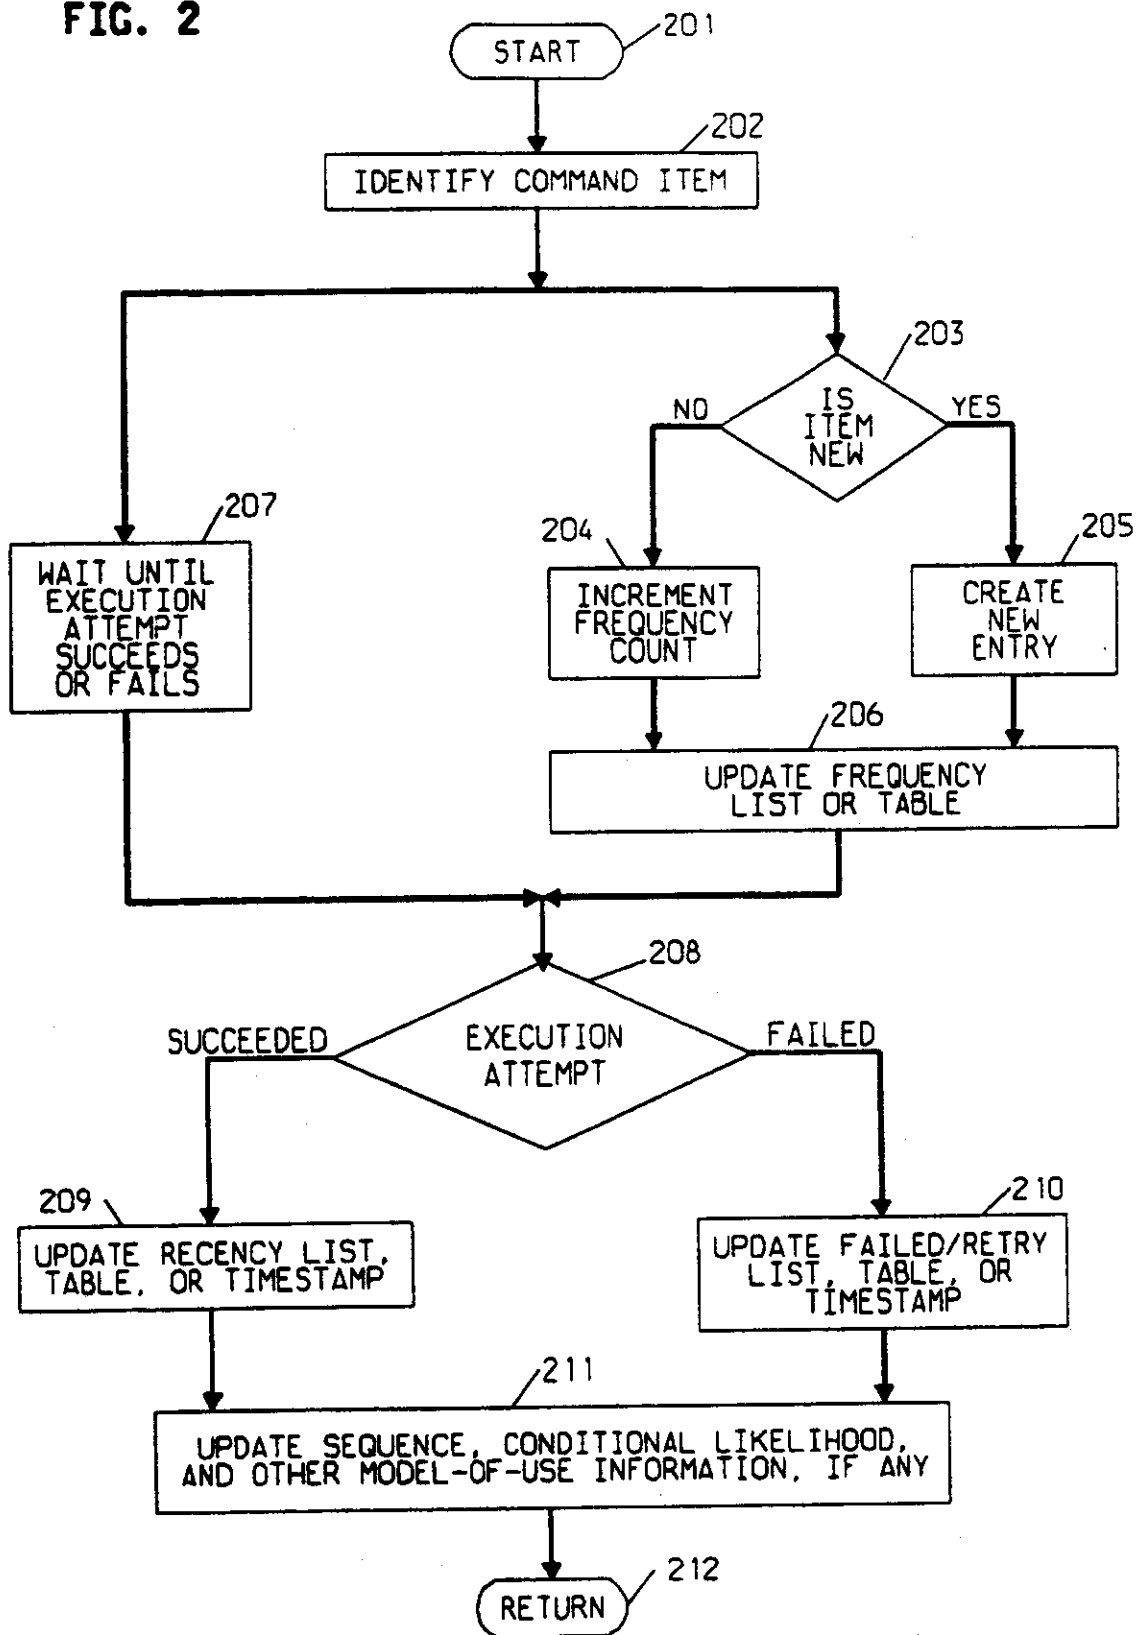 FIG. 2
START
201
202
IDENTIFY COMMAND ITEM
203
NO
IS
ITEM
NEW
YES
207
204
205
WAIT UNTIL
EXECUTION
ATTEMPT
SUCCEEDS
OR FAILS
INCREMENT
FREQUENCY
COUNT
CREATE
NEW
ENTRY
206
UPDATE FREQUENCY
LIST OR TABLE
208
SUCCEEDED
EXECUTION
ATTEMPT
FAILED
209
210
UPDATE RECENCY LIST,
TABLE, OR TIMESTAMP
UPDATE FAILED/RETRY
LIST, TABLE, OR
TIMESTAMP
211
UPDATE SEQUENCE, CONDITIONAL LIKELIHOOD,
AND OTHER MODEL-OF-USE INFORMATION, IF ANY
212
RETURN